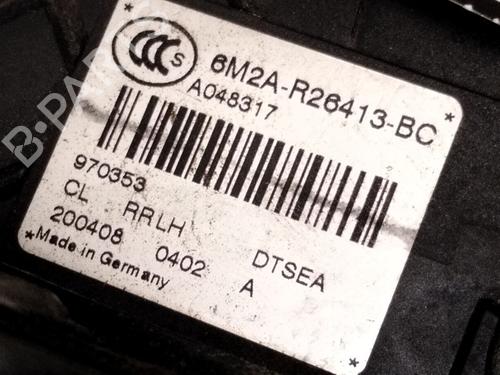 CCC S
6M2A-R26413-BC
A048317
970353
CL RRLH
200408 0402 DTSEA
Made in Germany A
B-PARTS